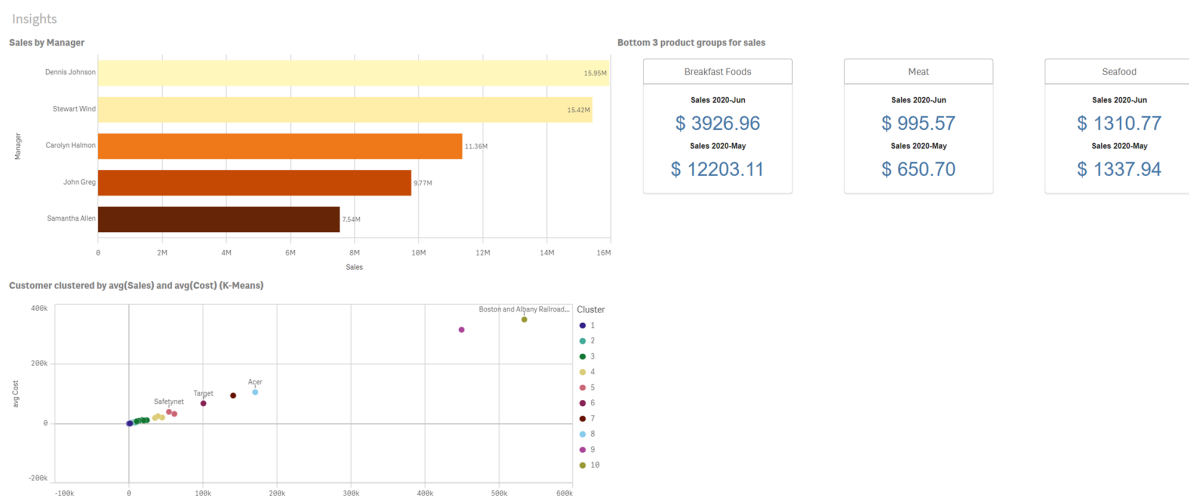 Insights
Sales by Manager
Dennis Johnson
15.95M
Stewart Wind
15.42M
Carolyn Halmon
11.36M
John Greg
9.77M
Samantha Allen
7.54M
Manager
0 2M 4M 6M 8M 10M 12M 14M 16M
Sales
Bottom 3 product groups for sales
Breakfast Foods
Sales 2020-Jun
$ 3926.96
Sales 2020-May
$ 12203.11
Meat
Sales 2020-Jun
$ 995.57
Sales 2020-May
$ 650.70
Seafood
Sales 2020-Jun
$ 1310.77
Sales 2020-May
$ 1337.94
Customer clustered by avg(Sales) and avg(Cost) (K-Means)
400k
200k
0
-200k
avg Cost
Boston and Albany Railroad...
Acer
Target
Safetynet
-100k 0 100k 200k 300k 400k 500k 600k
Cluster
1
2
3
4
5
6
7
8
9
10